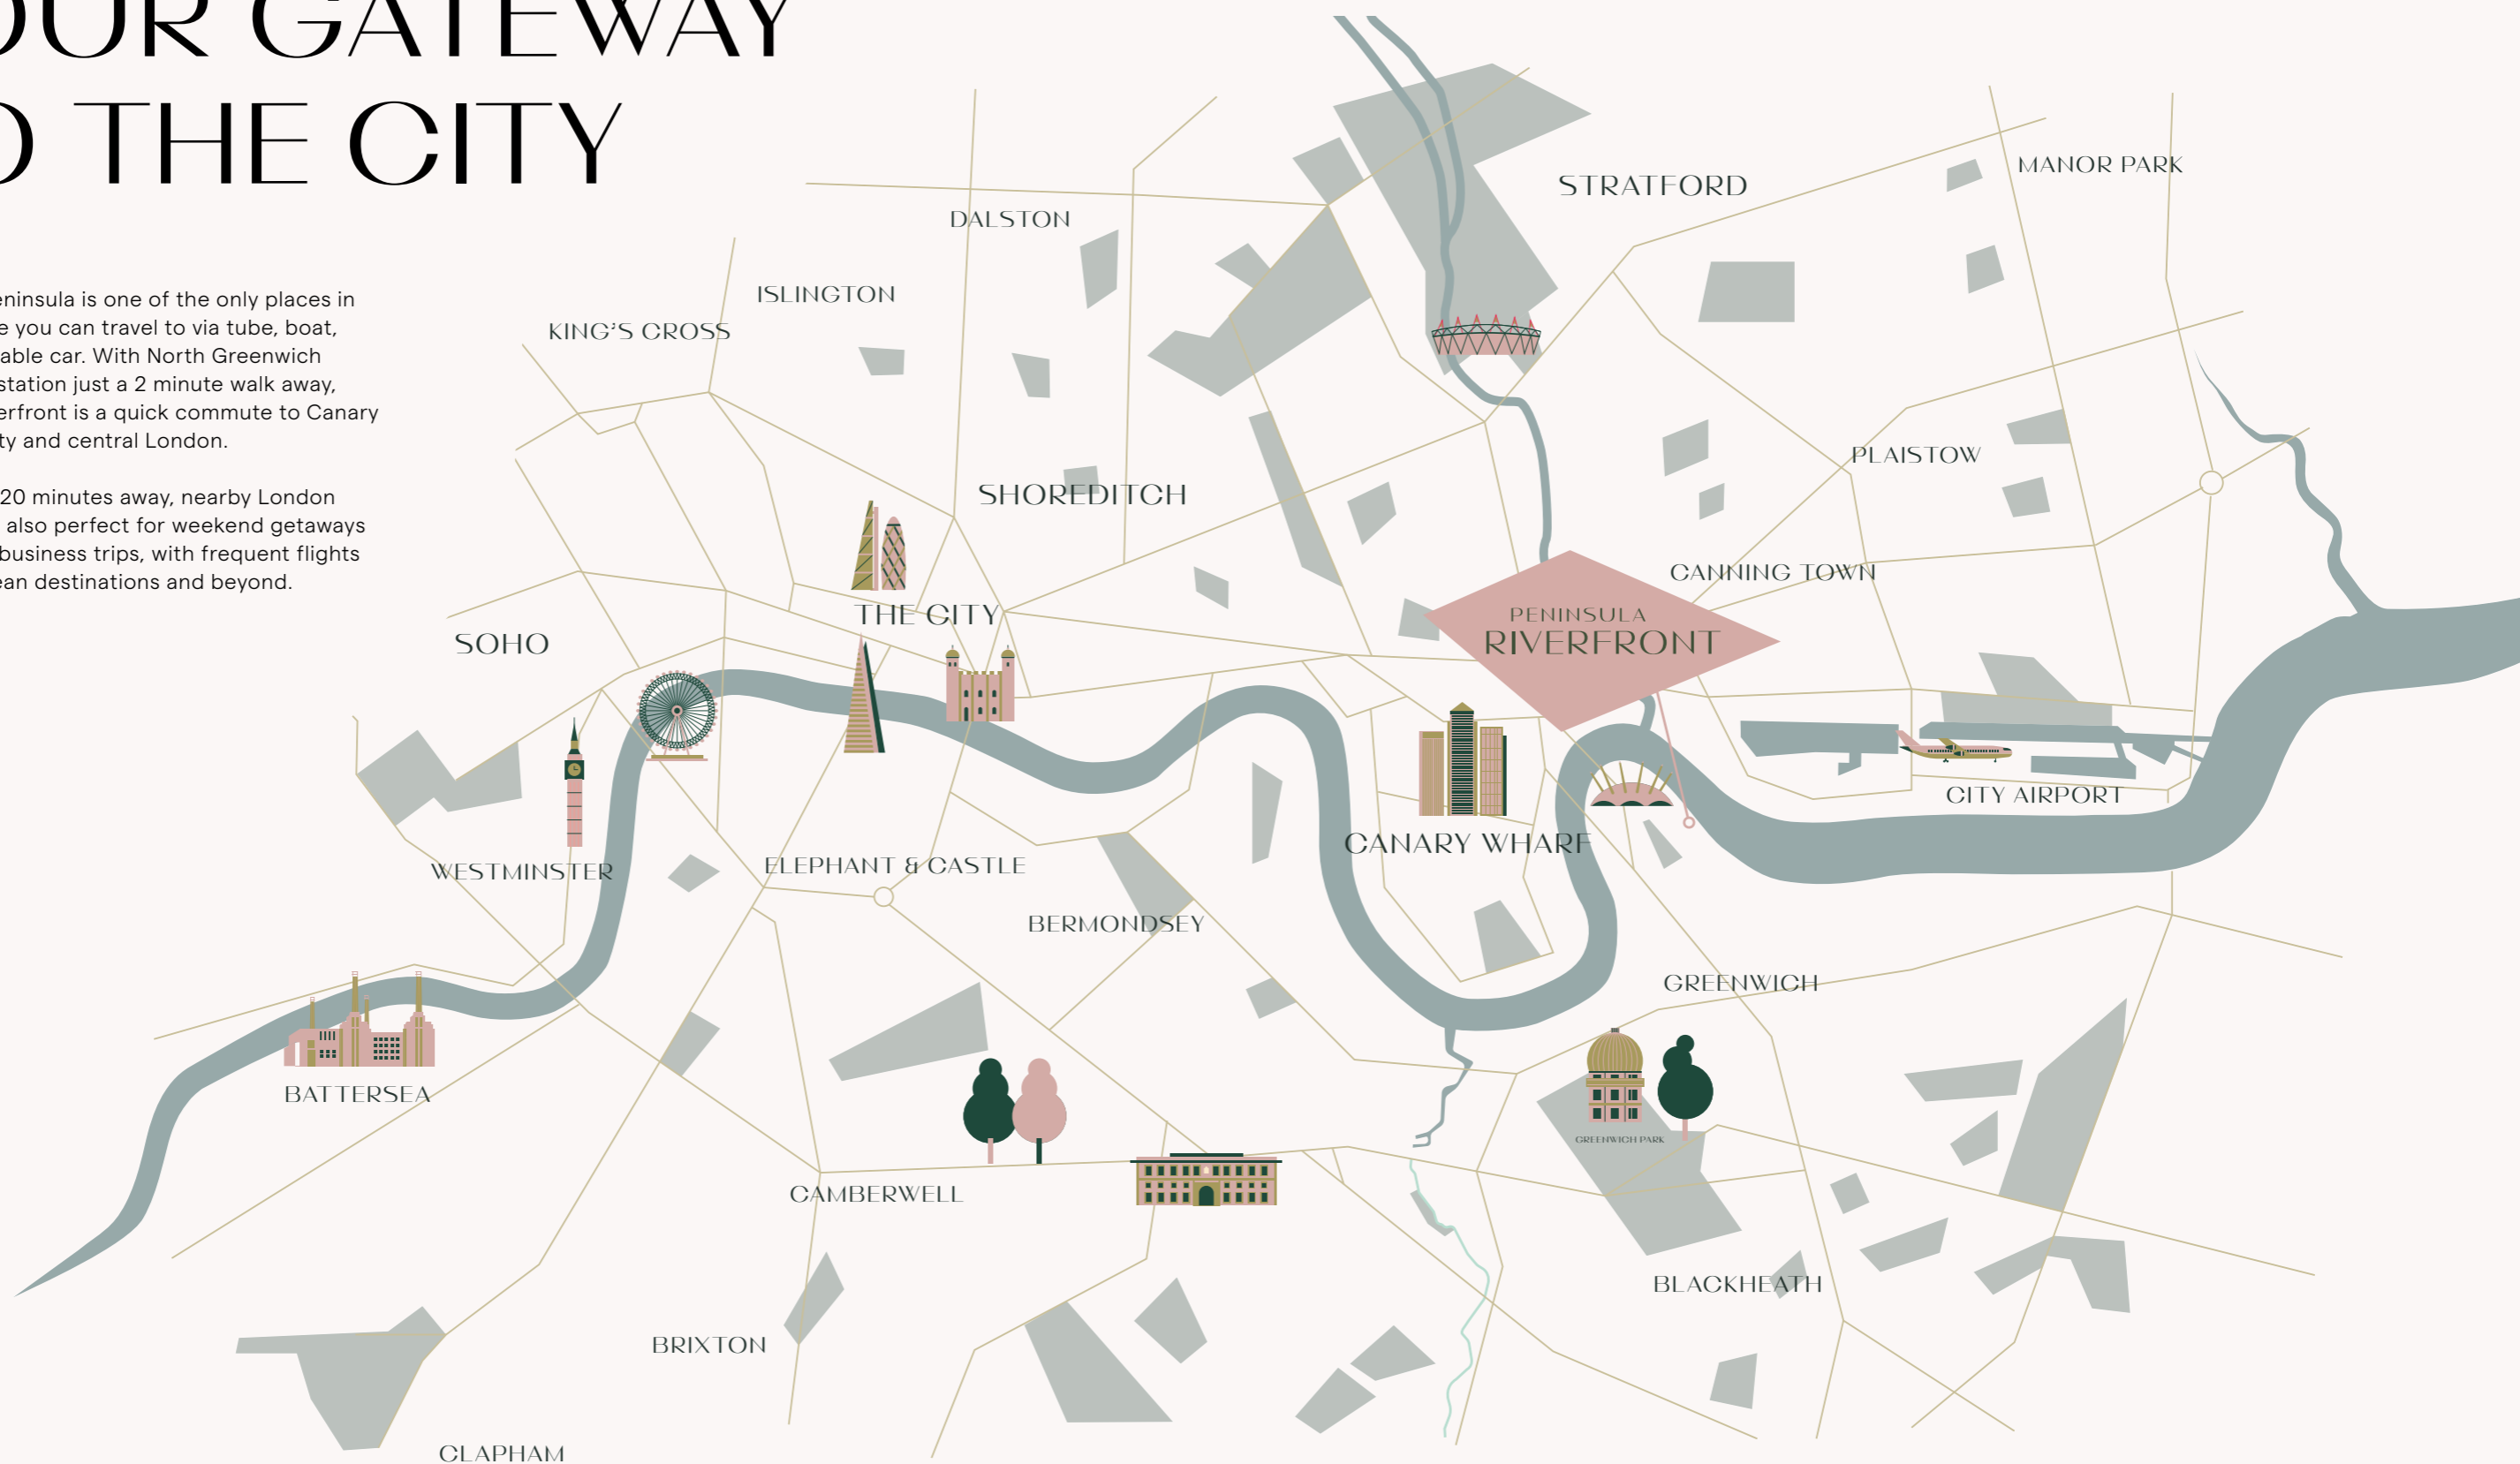 OUR GATEWAY
O THE CITY
eninsula is one of the only places in
e you can travel to via tube, boat,
able car. With North Greenwich
station just a 2 minute walk away,
erfront is a quick commute to Canary
ty and central London.
20 minutes away, nearby London
also perfect for weekend getaways
business trips, with frequent flights
ean destinations and beyond.
STRATFORD
MANOR PARK
DALSTON
ISLINGTON
KING'S CROSS
PLAISTOW
SHOREDITCH
CANNING TOWN
THE CITY
PENINSULA
RIVERFRONT
SOHO
CITY AIRPORT
CANARY WHARF
WESTMINSTER
ELEPHANT & CASTLE
BERMONDSEY
GREENWICH
BATTERSEA
GREENWICH PARK
CAMBERWELL
BLACKHEATH
BRIXTON
CLAPHAM